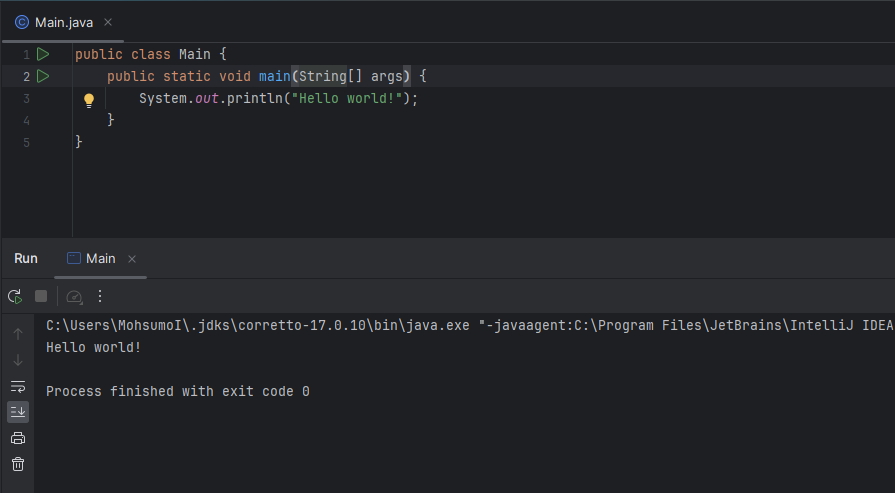 Main.java
1 public class Main {
2 public static void main(String[] args) {
3 System.out.println("Hello world!");
4 }
5 }
Run Main
C:\Users\MohsumoI\.jdks\corretto-17.0.10\bin\java.exe "-javaagent:C:\Program Files\JetBrains\IntelliJ IDEA
Hello world!
Process finished with exit code 0